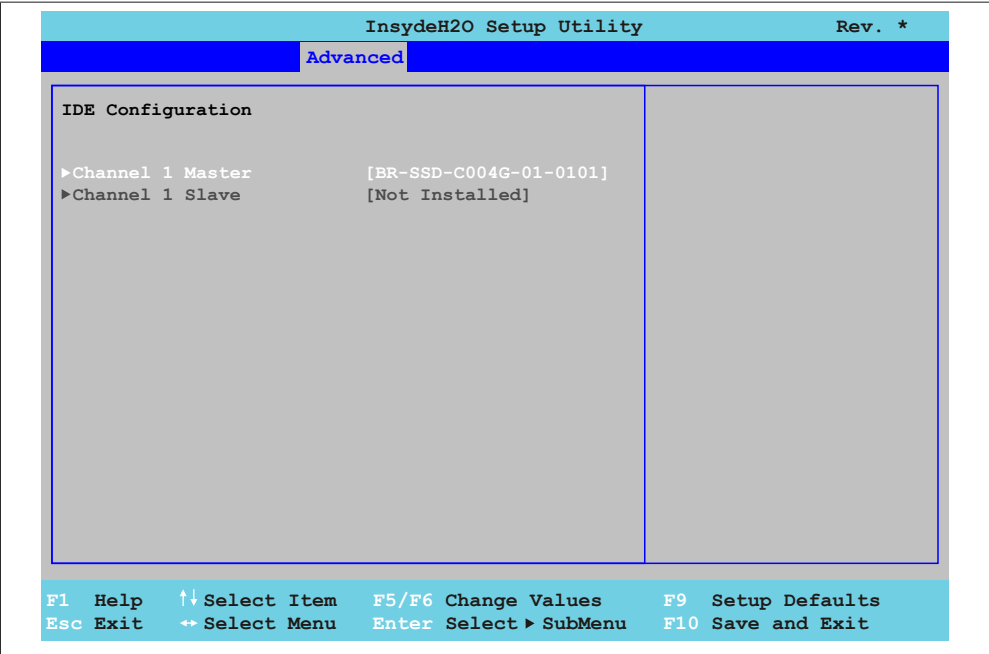 InsydeH2O Setup Utility Rev. *
Advanced
IDE Configuration
▶Channel 1 Master [BR-SSD-C004G-01-0101]
▶Channel 1 Slave [Not Installed]
F1 Help ↑↓ Select Item F5/F6 Change Values F9 Setup Defaults
Esc Exit ↔ Select Menu Enter Select ▶ SubMenu F10 Save and Exit